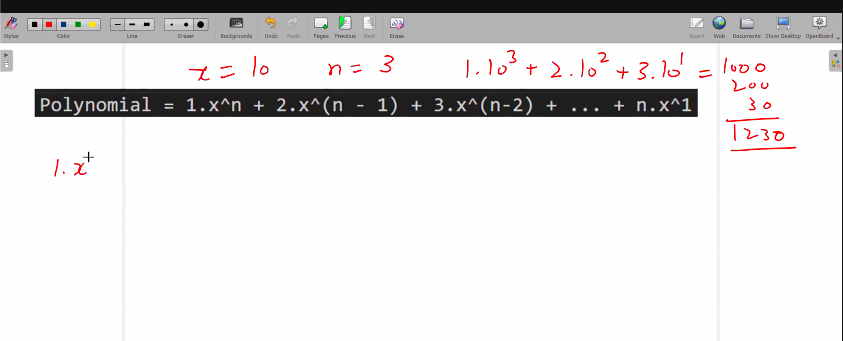 Stylus Color Line Eraser Backgrounds Undo Redo Pages Previous Next Erase Board Web Documents Show Desktop OpenBoard
x = 10 n = 3 1.10^3 + 2.10^2 + 3.10^1 = 1000
200
30
1230
Polynomial = 1.x^n + 2.x^(n - 1) + 3.x^(n-2) + ... + n.x^1
1.x